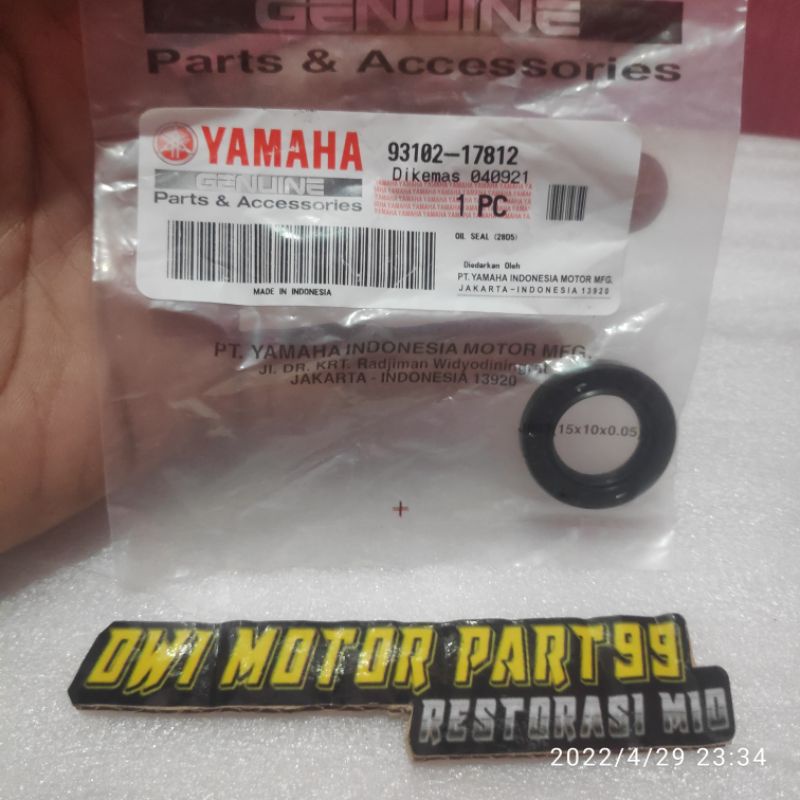 GENUINE
Parts & Accessories
YAMAHA 93102-17812
Dikemas 040921
GENUINE
Parts & Accessories
1 PC
OIL SEAL (28D5)
Diedarkan Oleh
PT. YAMAHA INDONESIA MOTOR MFG.
JAKARTA-INDONESIA 13920
MADE IN INDONESIA
PT. YAMAHA INDONESIA MOTOR MFG.
Jl. DR. KRT. Radjiman
JAKARTA - INDONESIA 13920
15x10x0.05
DWI MOTOR PART99
RESTORASI MIO
2022/4/29 23:34